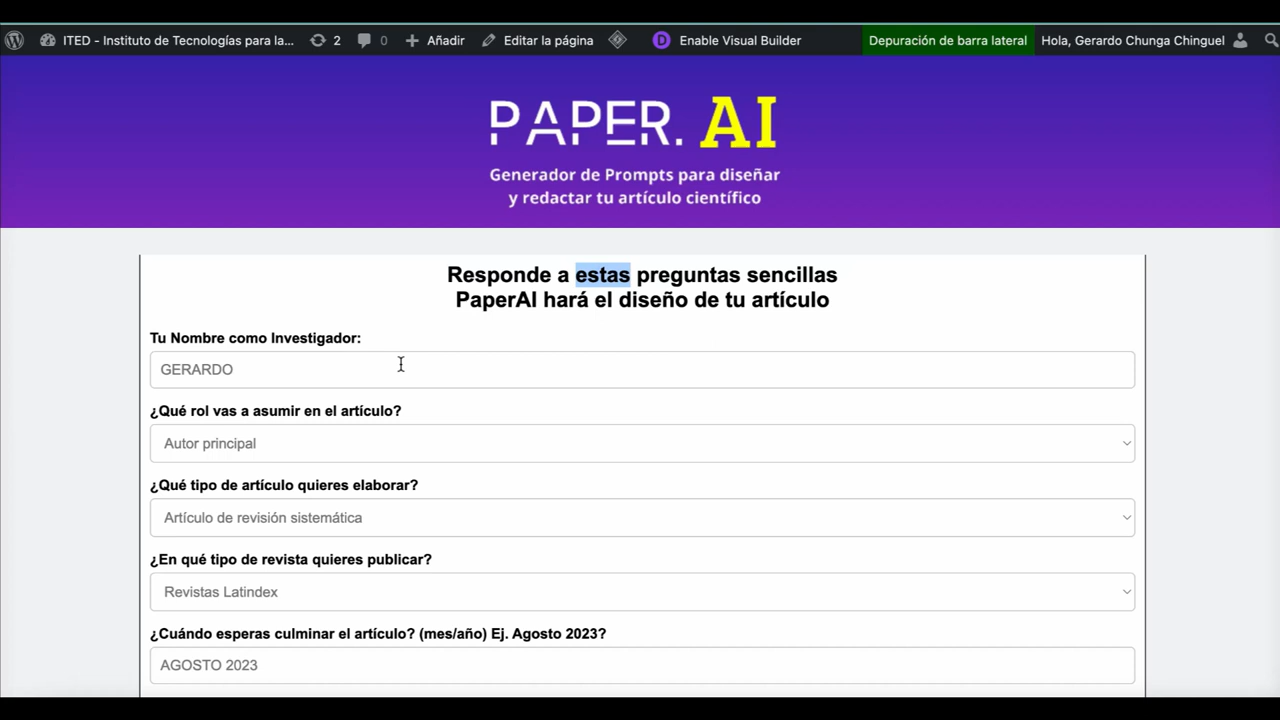 ITED - Instituto de Tecnologías para la... 2 0 Añadir Editar la página Enable Visual Builder Depuración de barra lateral Hola, Gerardo Chunga Chinguel
PAPER. AI
Generador de Prompts para diseñar
y redactar tu artículo científico
Responde a estas preguntas sencillas
PaperAI hará el diseño de tu artículo
Tu Nombre como Investigador:
GERARDO
¿Qué rol vas a asumir en el artículo?
Autor principal
¿Qué tipo de artículo quieres elaborar?
Artículo de revisión sistemática
¿En qué tipo de revista quieres publicar?
Revistas Latindex
¿Cuándo esperas culminar el artículo? (mes/año) Ej. Agosto 2023?
AGOSTO 2023